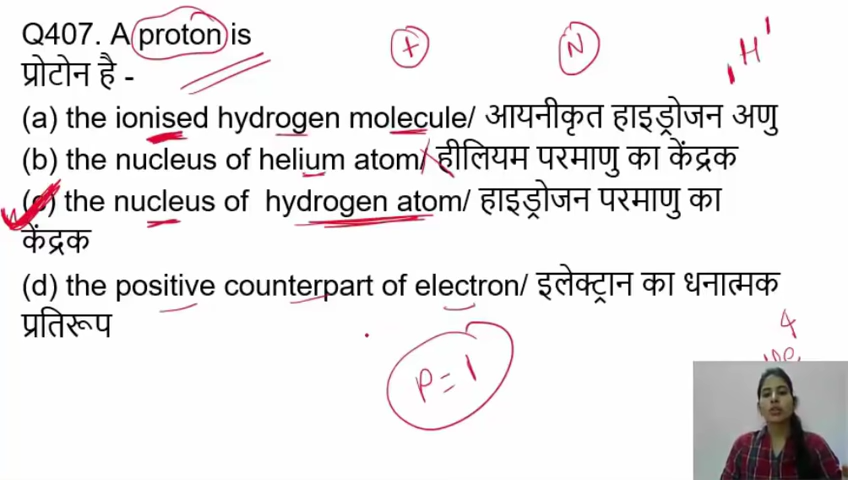 Q407. A proton is
+
N
1H1
प्रोटोन है -
(a) the ionised hydrogen molecule/ आयनीकृत हाइड्रोजन अणु
(b) the nucleus of helium atom/ हीलियम परमाणु का केंद्रक
(c) the nucleus of hydrogen atom/ हाइड्रोजन परमाणु का
केंद्रक
(d) the positive counterpart of electron/ इलेक्ट्रान का धनात्मक
प्रतिरूप
4
P=1